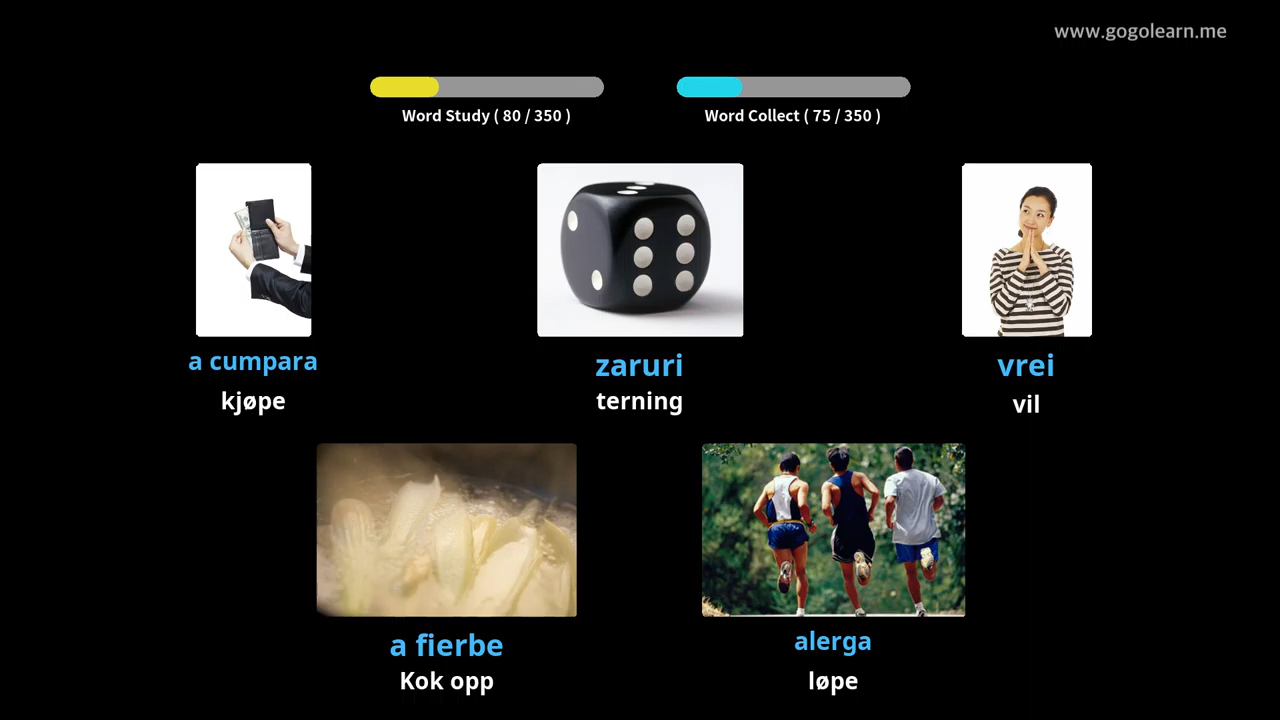 www.gogolearn.me
Word Study ( 80 / 350 )
Word Collect ( 75 / 350 )
a cumpara
kjøpe
zaruri
terning
vrei
vil
a fierbe
Kok opp
alerga
løpe